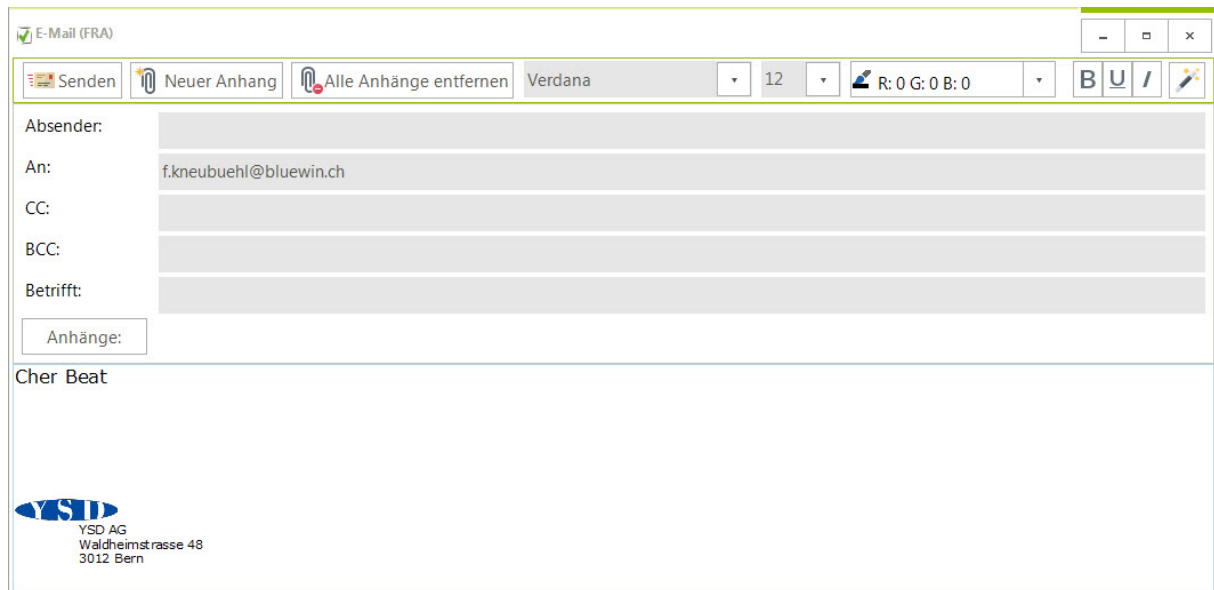 E-Mail (FRA)
Senden Neuer Anhang Alle Anhänge entfernen Verdana 12 R: 0 G: 0 B: 0 B U I
Absender:
An: f.kneubuehl@bluewin.ch
CC:
BCC:
Betrifft:
Anhänge:
Cher Beat
YSD
YSD AG
Waldheimstrasse 48
3012 Bern